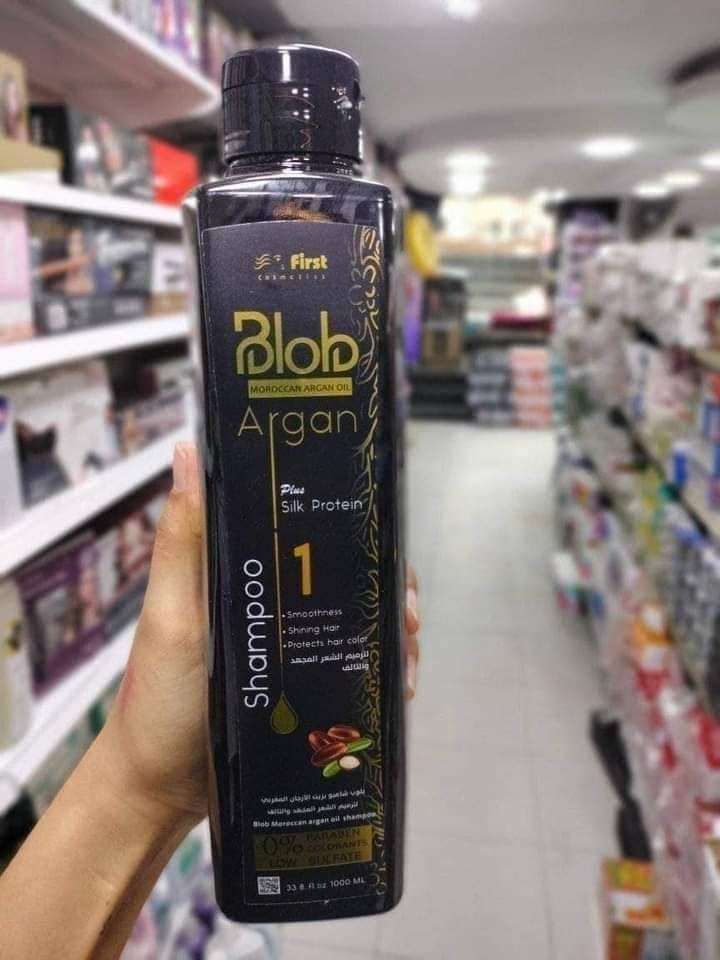 First
Cosmetics
Blob
MOROCCAN ARGAN OIL
Argan
Plus
Silk Protein
1
Shampoo
• Smoothness
• Shining Hair
• Protects hair color
لترميم الشعر المجهد
والتالف
بلوب شامبو بزيت الأرجان المغربي
لترميم الشعر المجهد والتالف
Blob Moroccan argan oil shampoo
0% PARABEN
COLORANTS
LOW SULFATE
33 fl oz 1000 ML